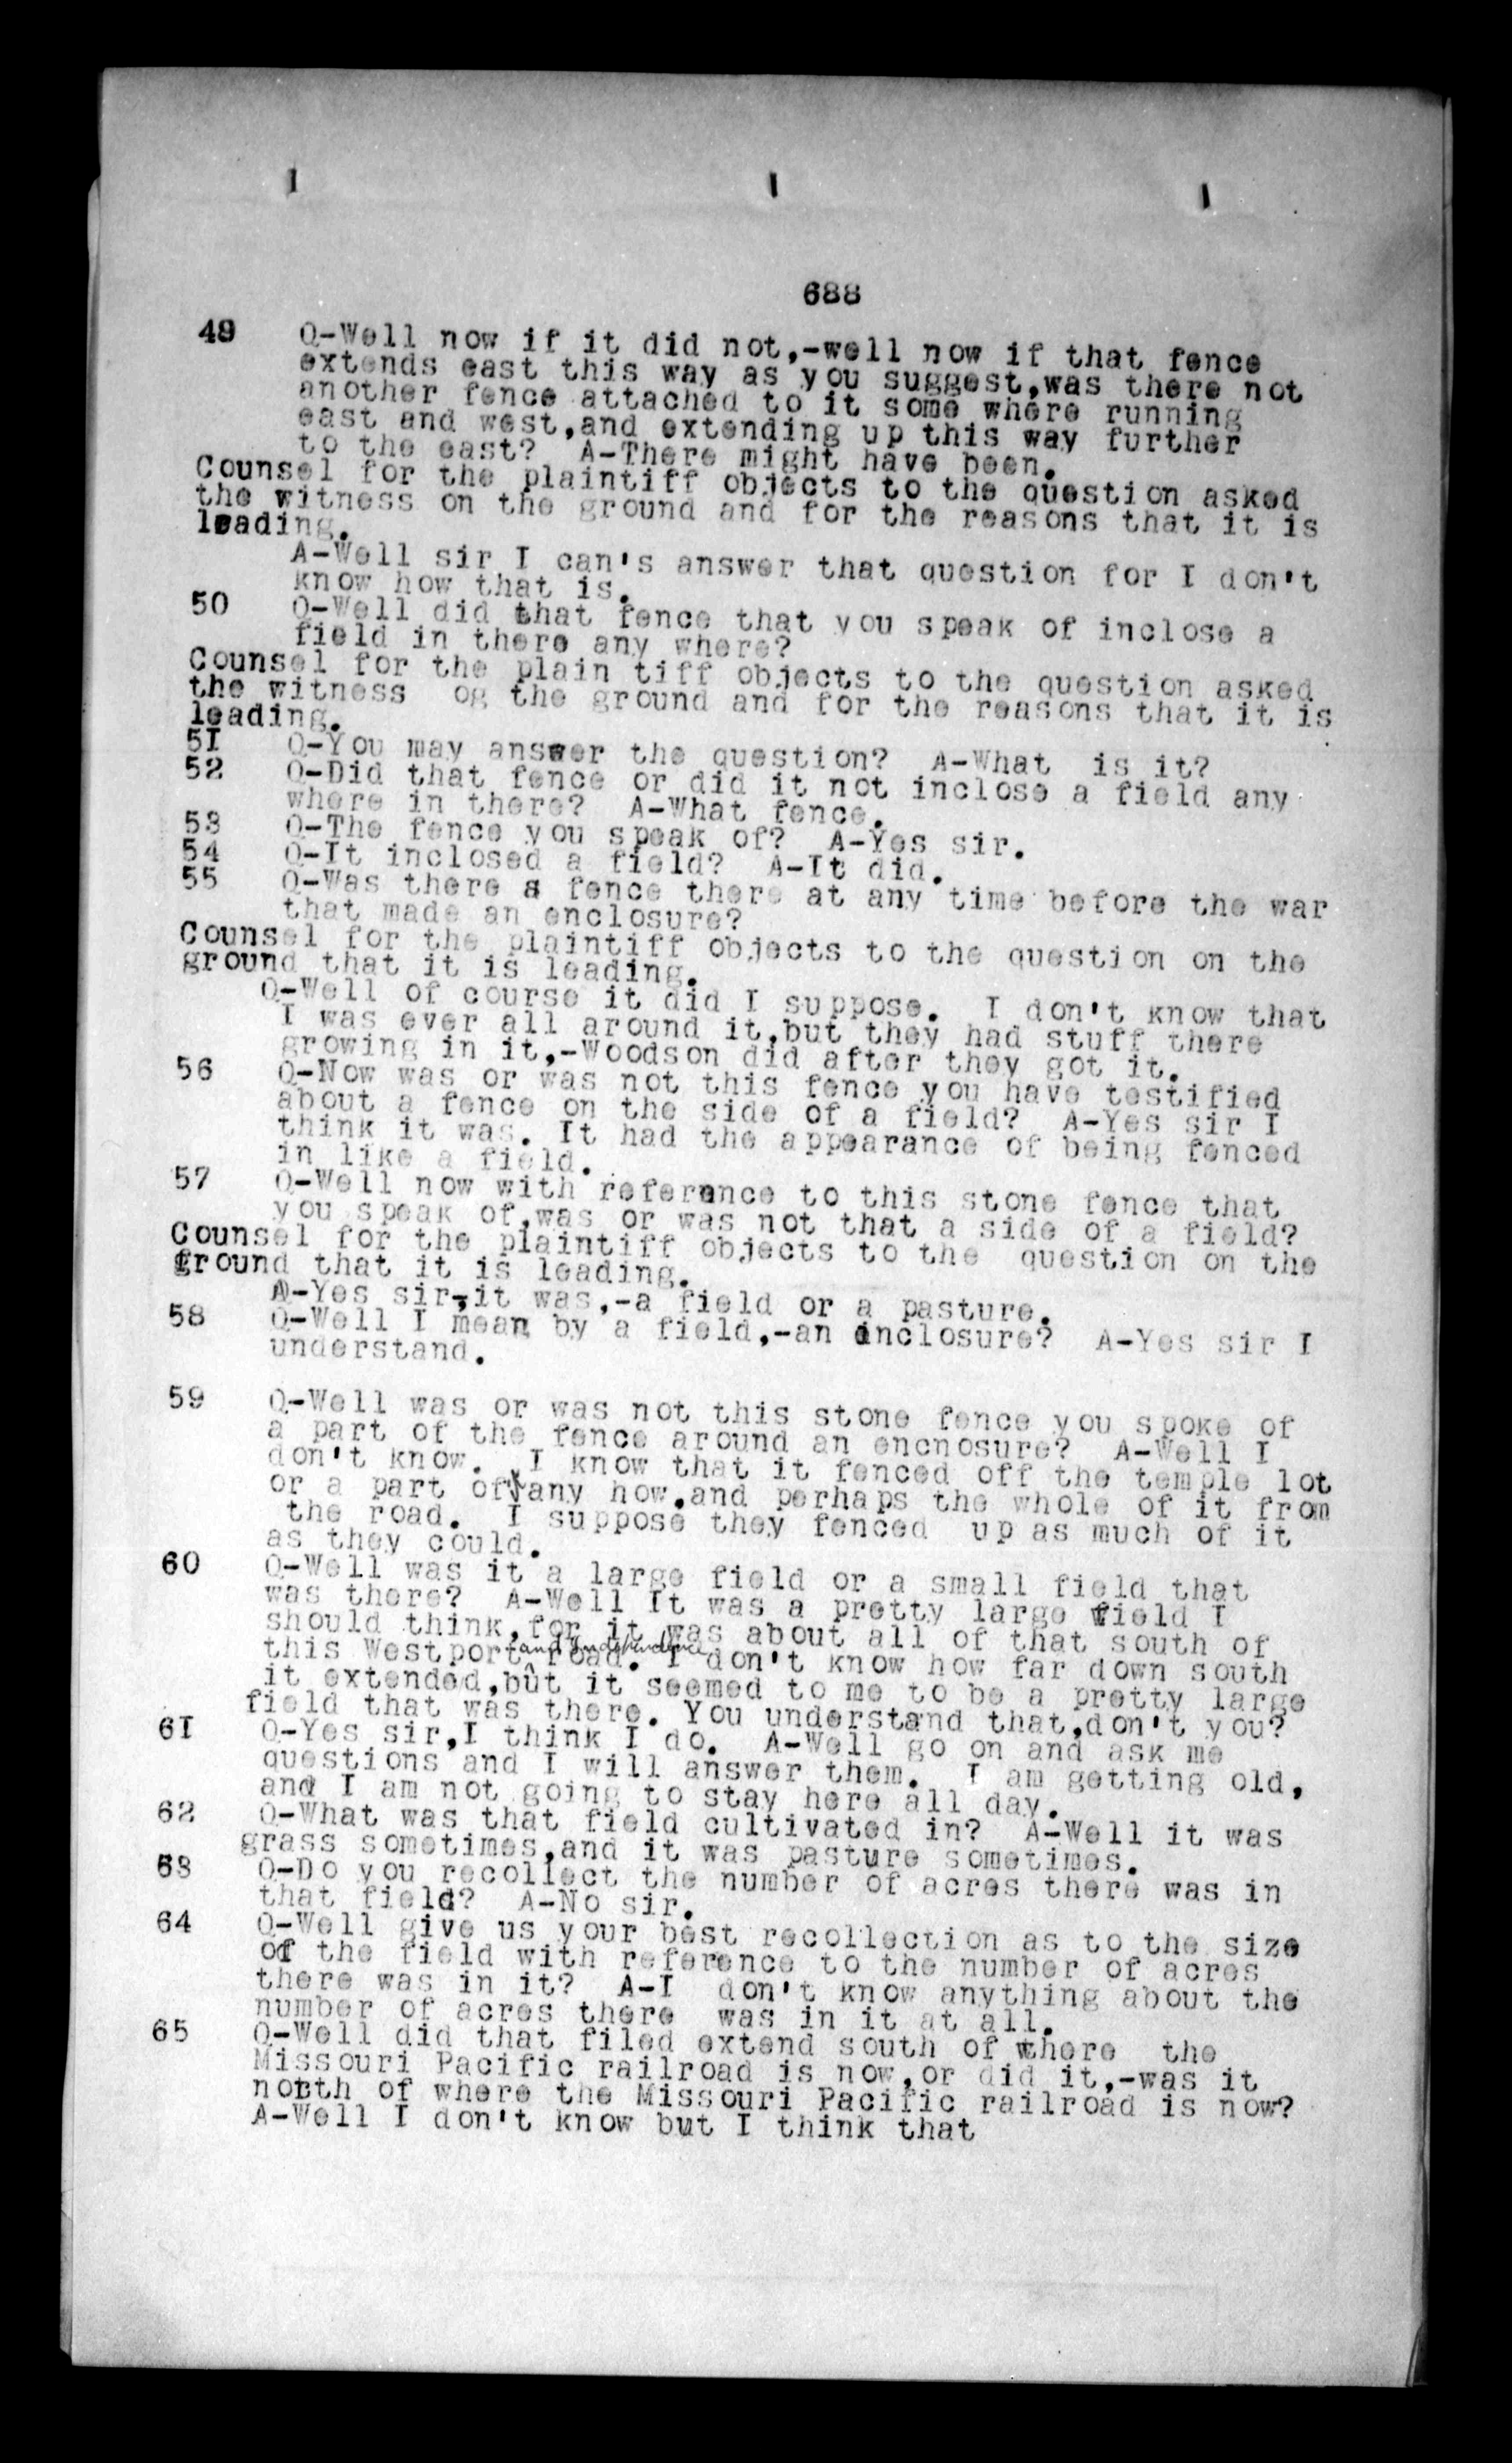 688
49 Q-Well now if it did not,-well now if that fence
extends east this way as you suggest,was there not
another fence attached to it some where running
east and west,and extending up this way further
to the east? A-There might have been.
Counsel for the plaintiff objects to the question asked
the witness on the ground and for the reasons that it is
leading.
A-Well sir I can's answer that question for I don't
know how that is.
50 Q-Well did that fence that you speak of inclose a
field in there any where?
Counsel for the plain tiff objects to the question asked
the witness og the ground and for the reasons that it is
leading.
51 Q-You may answer the question? A-What is it?
52 Q-Did that fence or did it not inclose a field any
where in there? A-What fence.
53 Q-The fence you speak of? A-Yes sir.
54 Q-It inclosed a field? A-It did.
55 Q-Was there a fence there at any time before the war
that made an enclosure?
Counsel for the plaintiff objects to the question on the
ground that it is leading.
Q-Well of course it did I suppose. I don't know that
I was ever all around it,but they had stuff there
growing in it,-Woodson did after they got it.
56 Q-Now was or was not this fence you have testified
about a fence on the side of a field? A-Yes sir I
think it was. It had the appearance of being fenced
in like a field.
57 Q-Well now with reference to this stone fence that
you speak of,was or was not that a side of a field?
Counsel for the plaintiff objects to the question on the
ground that it is leading.
A-Yes sir,it was,-a field or a pasture.
58 Q-Well I mean by a field,-an inclosure? A-Yes sir I
understand.
59 Q-Well was or was not this stone fence you spoke of
a part of the fence around an encnosure? A-Well I
don't know. I know that it fenced off the temple lot
or a part of any how,and perhaps the whole of it from
the road. I suppose they fenced up as much of it
as they could.
60 Q-Well was it a large field or a small field that
was there? A-Well It was a pretty large field I
should think,for it was about all of that south of
this Westport and Independence road. I don't know how far down south
it extended,but it seemed to me to be a pretty large
field that was there. You understand that,don't you?
61 Q-Yes sir,I think I do. A-Well go on and ask me
questions and I will answer them. I am getting old,
and I am not going to stay here all day.
62 Q-What was that field cultivated in? A-Well it was
grass sometimes,and it was pasture sometimes.
63 Q-Do you recollect the number of acres there was in
that field? A-No sir.
64 Q-Well give us your best recollection as to the size
of the field with reference to the number of acres
there was in it? A-I don't know anything about the
number of acres there was in it at all.
65 Q-Well did that filed extend south of where the
Missouri Pacific railroad is now,or did it,-was it
north of where the Missouri Pacific railroad is now?
A-Well I don't know but I think that